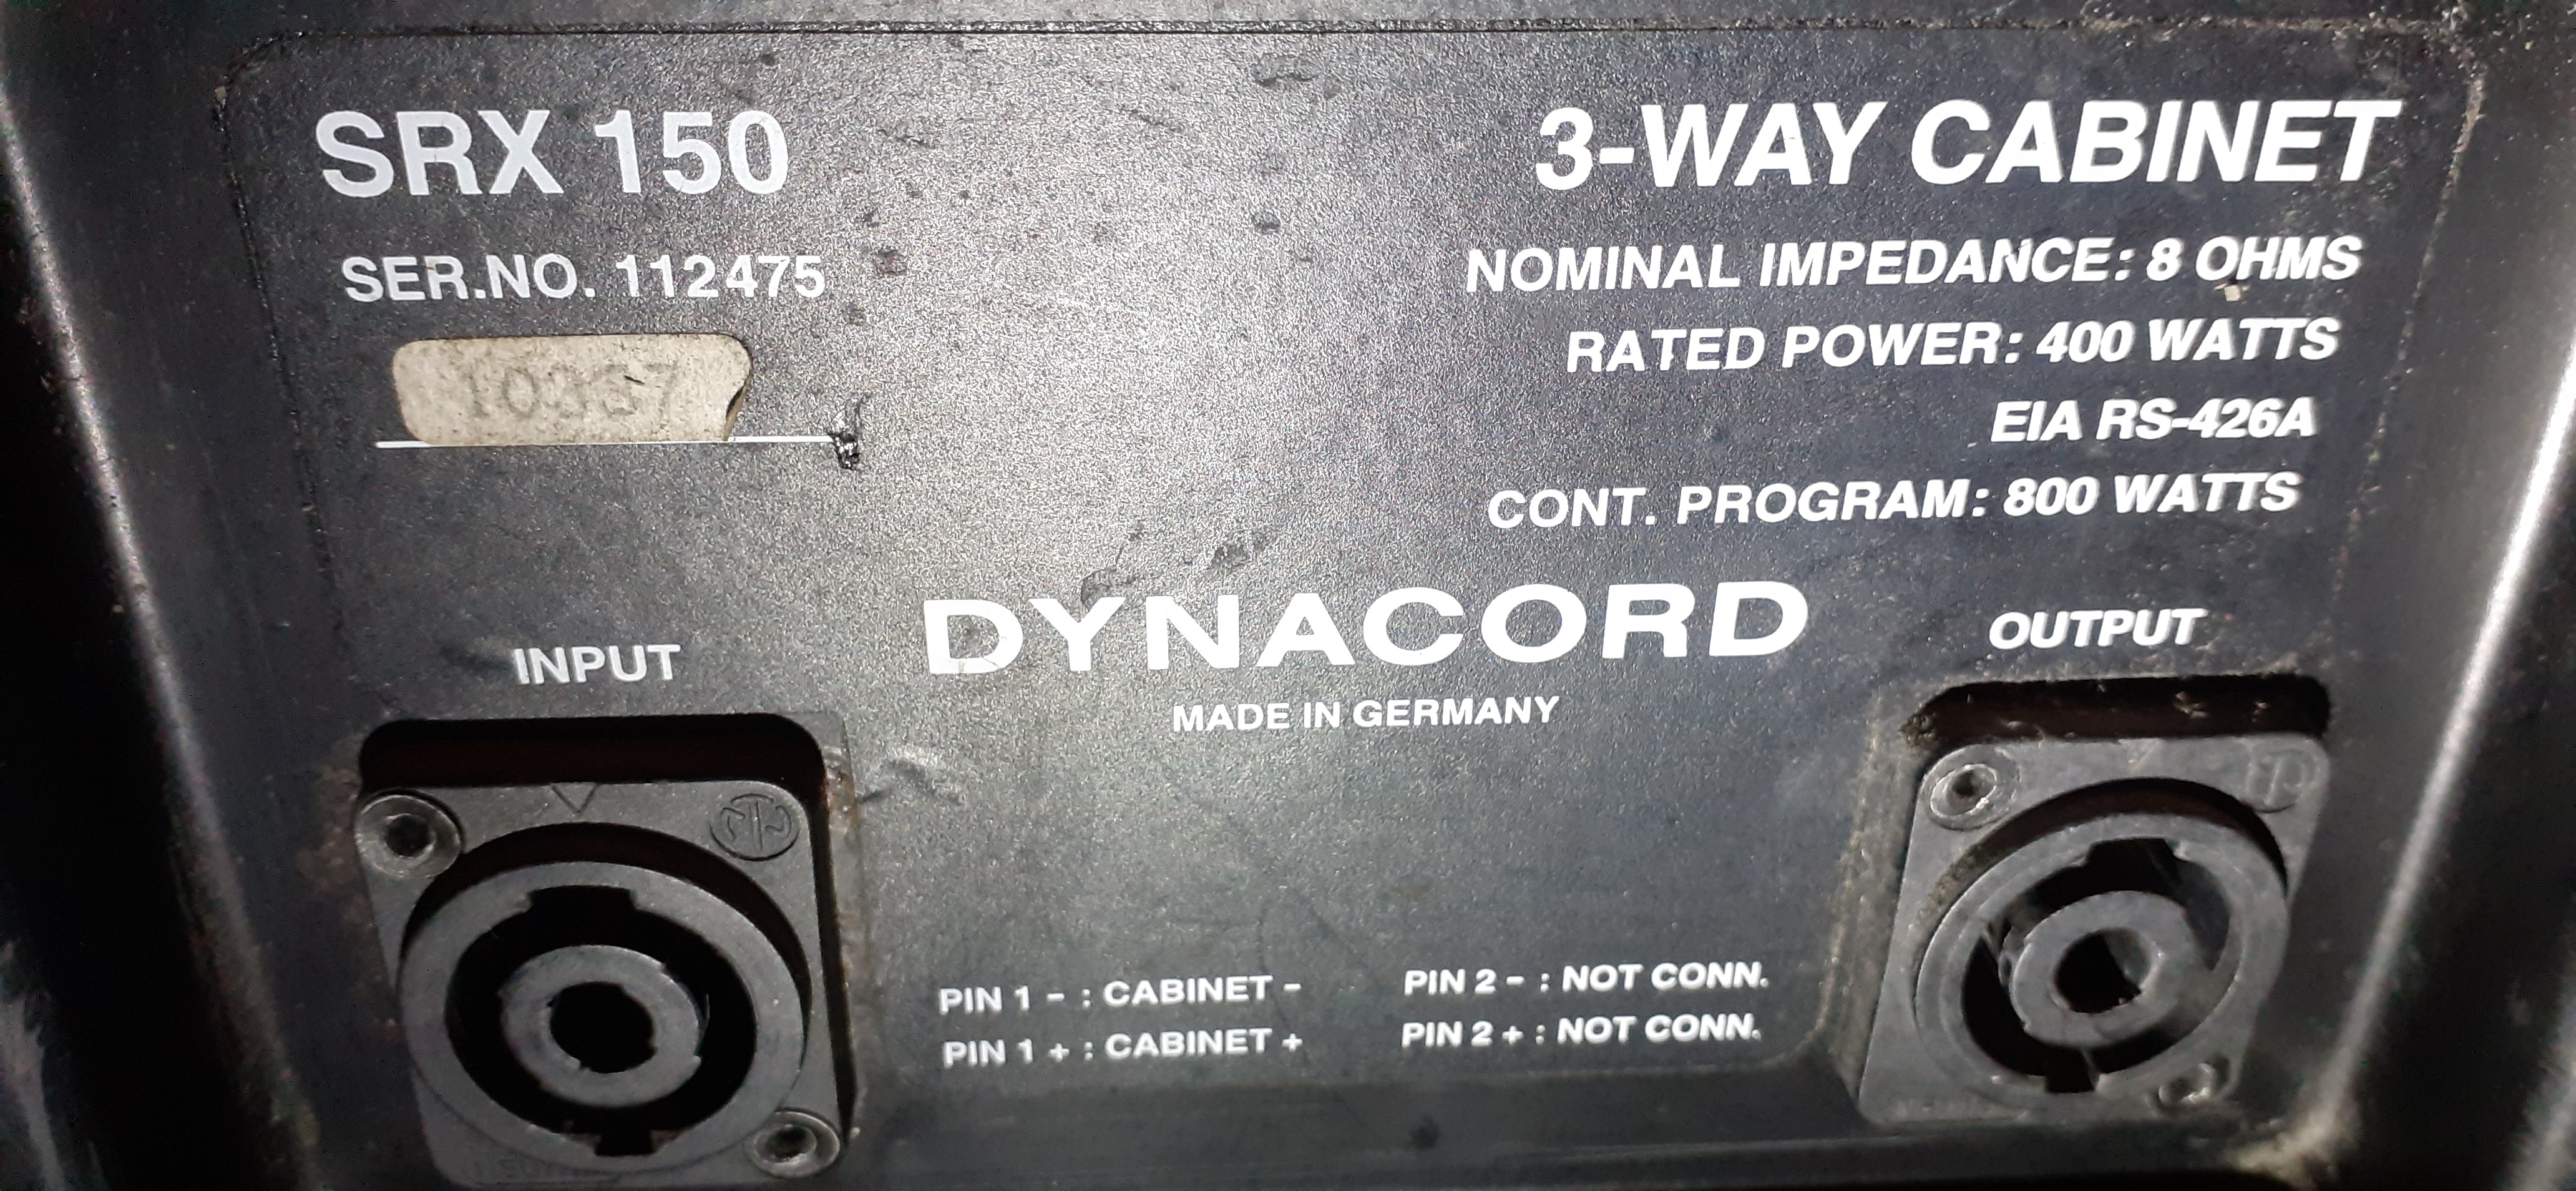 SRX 150
SER.NO. 112475
3-WAY CABINET
NOMINAL IMPEDANCE: 8 OHMS
RATED POWER: 400 WATTS
EIA RS-426A
CONT. PROGRAM: 800 WATTS
DYNACORD
MADE IN GERMANY
INPUT
OUTPUT
PIN 1 - : CABINET -
PIN 1 + : CABINET +
PIN 2 - : NOT CONN.
PIN 2 + : NOT CONN.